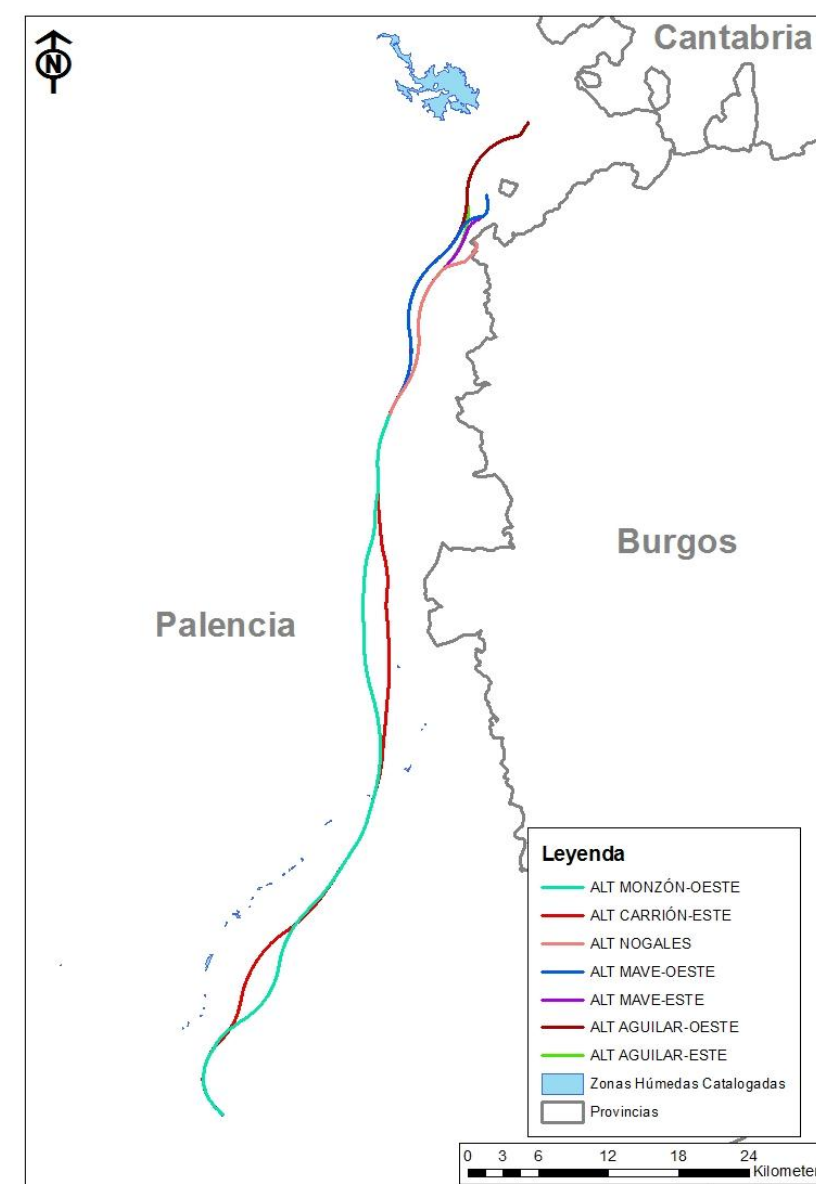 N
Cantabria
Burgos
Palencia
Leyenda
ALT MONZÓN-OESTE
ALT CARRIÓN-ESTE
ALT NOGALES
ALT MAVE-OESTE
ALT MAVE-ESTE
ALT AGUILAR-OESTE
ALT AGUILAR-ESTE
Zonas Húmedas Catalogadas
Provincias
0 3 6 12 18 24
Kilometer